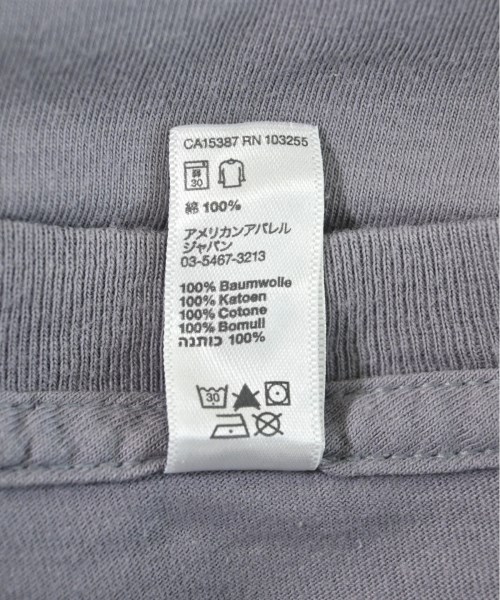 CA15387 RN 103255
綿
30
綿 100%
アメリカンアパレル
ジャパン
03-5467-3213
100% Baumwolle
100% Katoen
100% Cotone
100% Bomull
100% כותנה
30